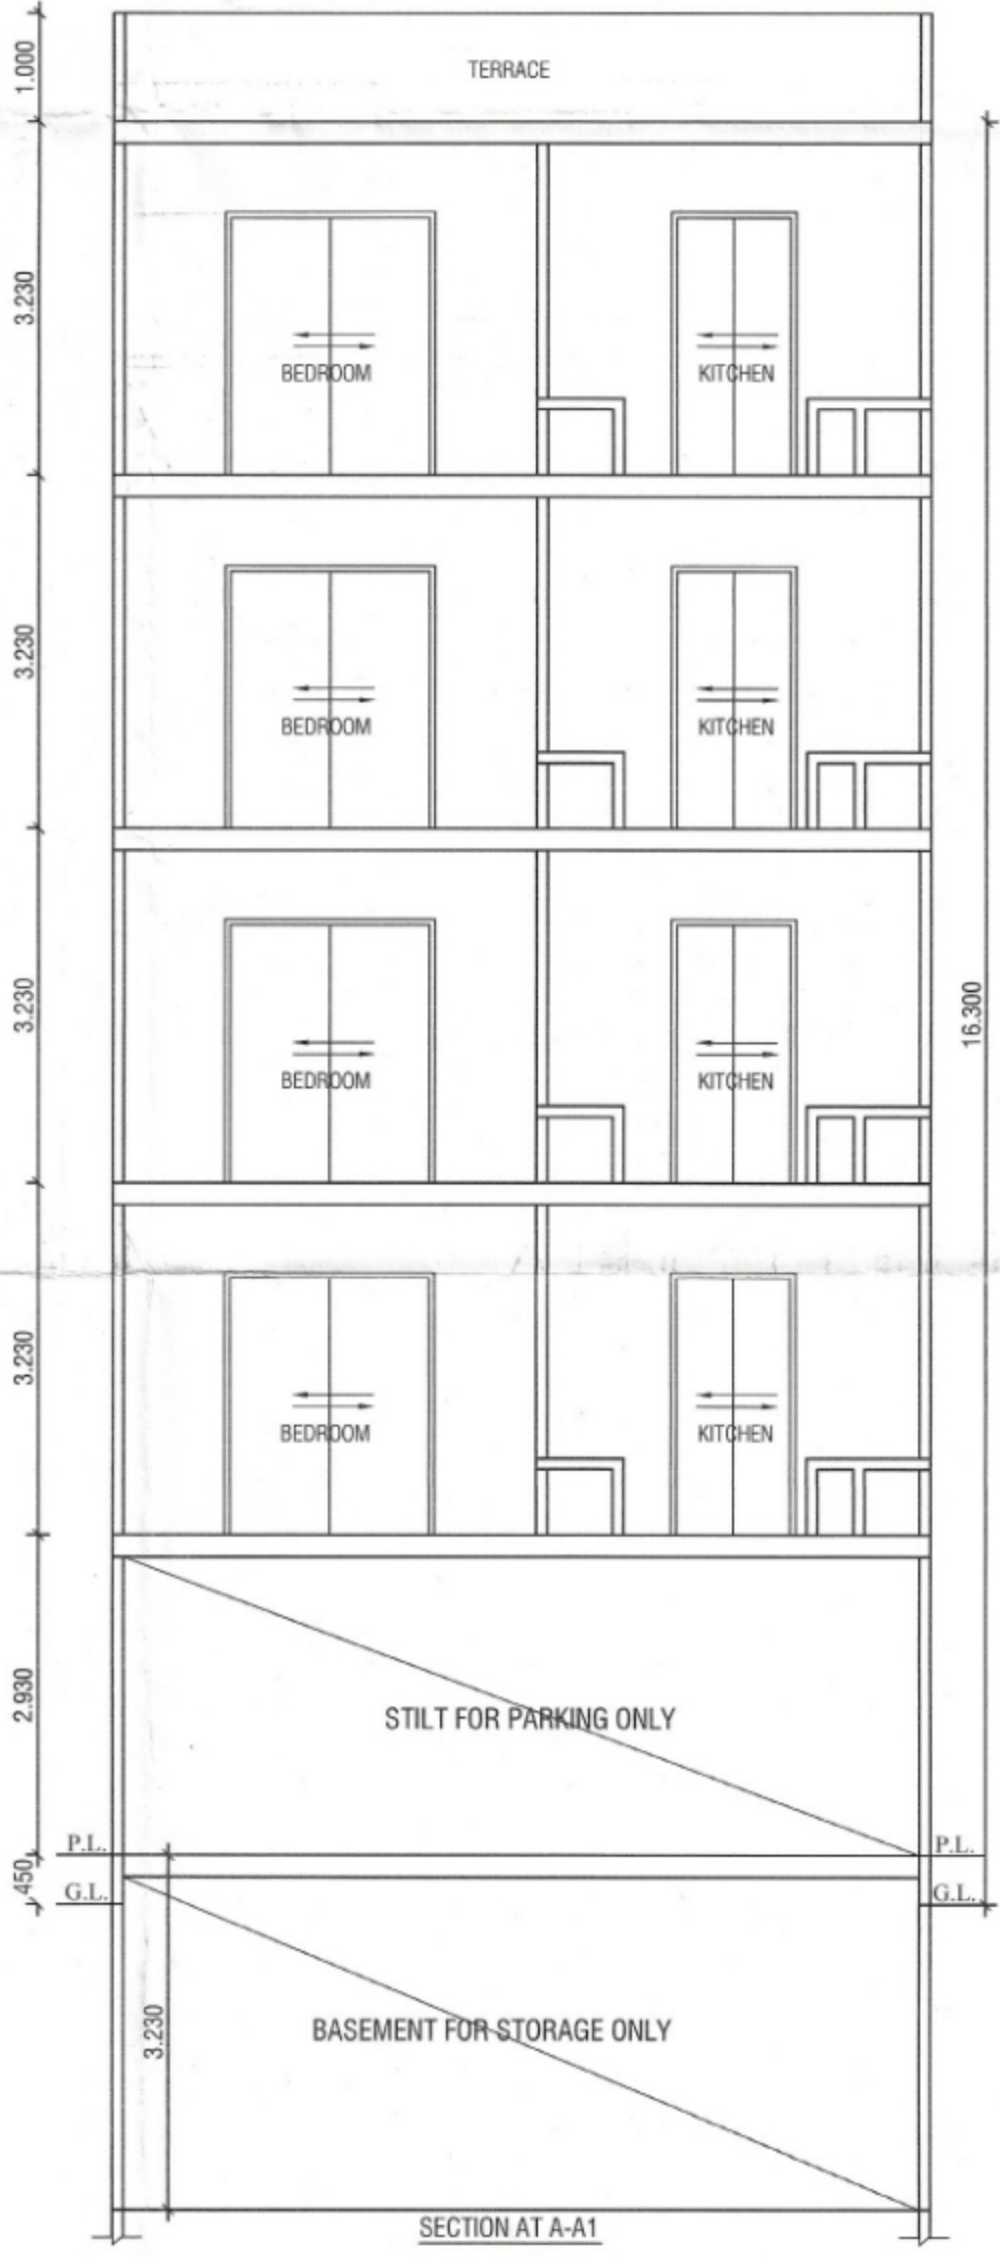 1.000
TERRACE
3.230
BEDROOM
KITCHEN
3.230
BEDROOM
KITCHEN
3.230
16.300
BEDROOM
KITCHEN
3.230
BEDROOM
KITCHEN
2.930
STILT FOR PARKING ONLY
P.L.
P.L.
.450
G.L.
G.L.
3.230
BASEMENT FOR STORAGE ONLY
SECTION AT A-A1